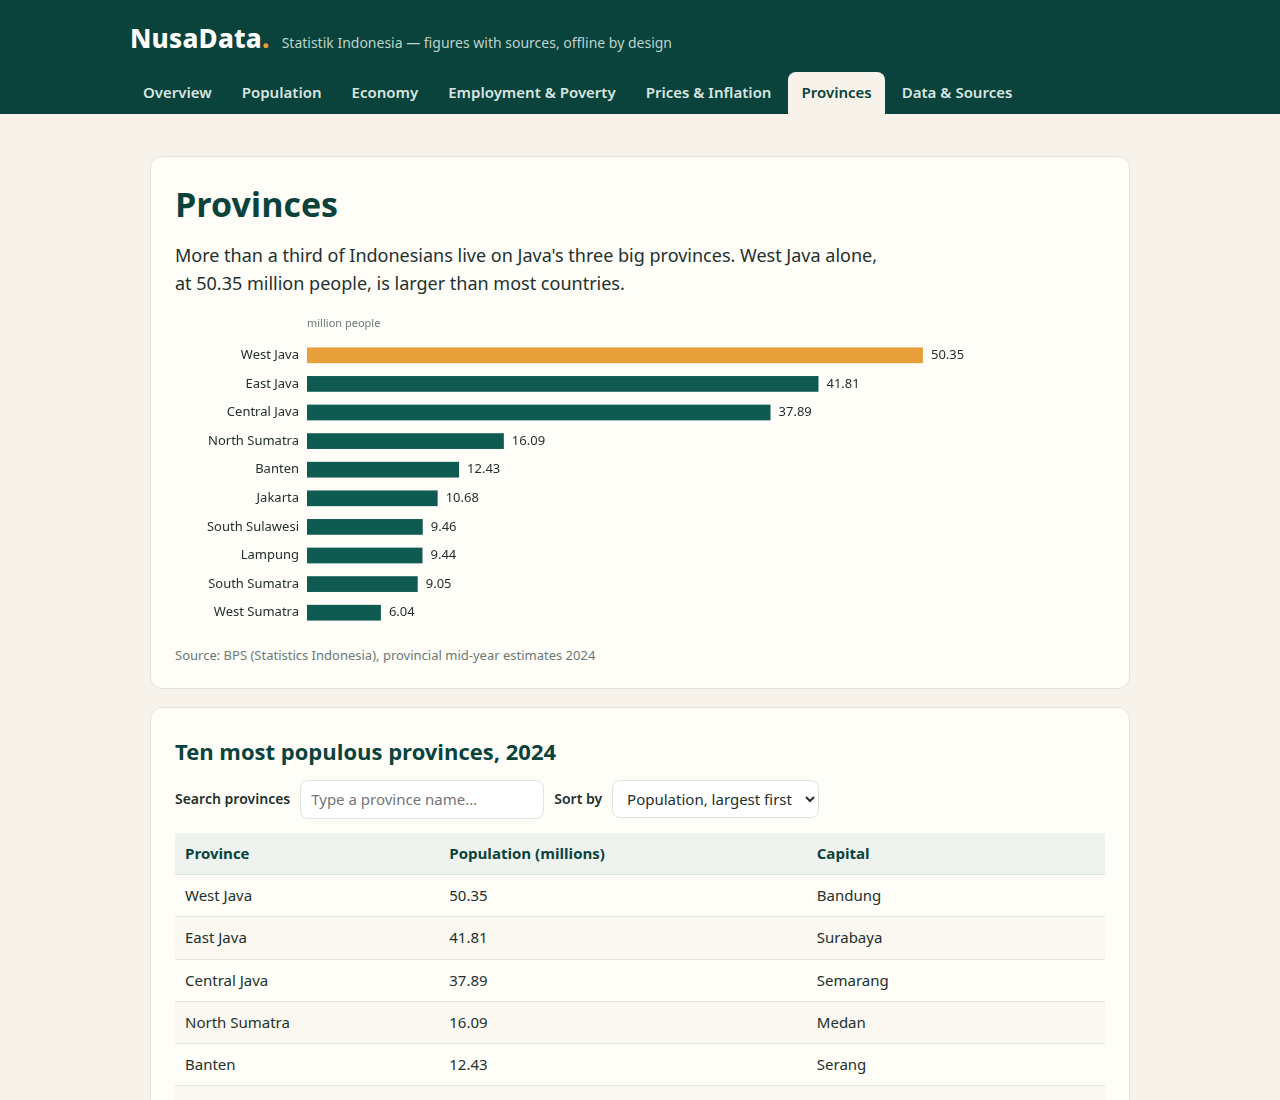 NusaData. Statistik Indonesia — figures with sources, offline by design
Overview Population Economy Employment & Poverty Prices & Inflation Provinces Data & Sources
Provinces
More than a third of Indonesians live on Java's three big provinces. West Java alone,
at 50.35 million people, is larger than most countries.
million people
West Java 50.35
East Java 41.81
Central Java 37.89
North Sumatra 16.09
Banten 12.43
Jakarta 10.68
South Sulawesi 9.46
Lampung 9.44
South Sumatra 9.05
West Sumatra 6.04
Source: BPS (Statistics Indonesia), provincial mid-year estimates 2024
Ten most populous provinces, 2024
Search provinces Type a province name... Sort by Population, largest first
Province Population (millions) Capital
West Java 50.35 Bandung
East Java 41.81 Surabaya
Central Java 37.89 Semarang
North Sumatra 16.09 Medan
Banten 12.43 Serang